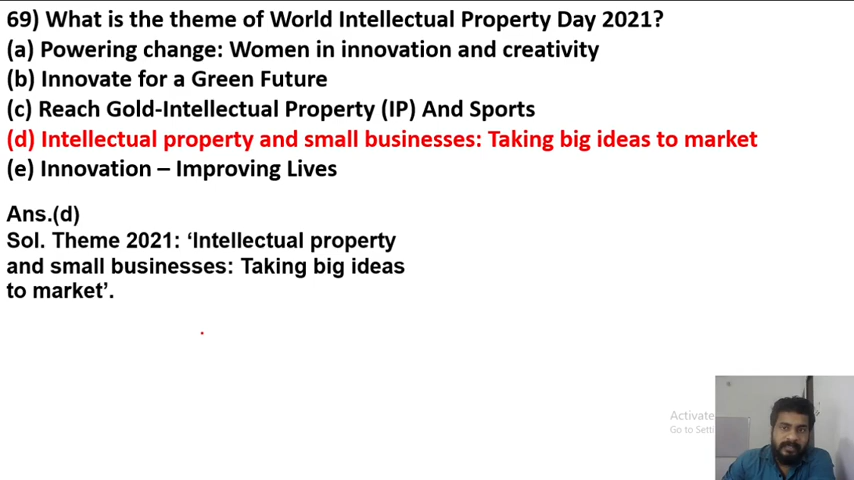 69) What is the theme of World Intellectual Property Day 2021?
(a) Powering change: Women in innovation and creativity
(b) Innovate for a Green Future
(c) Reach Gold-Intellectual Property (IP) And Sports
(d) Intellectual property and small businesses: Taking big ideas to market
(e) Innovation – Improving Lives
Ans.(d)
Sol. Theme 2021: ‘Intellectual property
and small businesses: Taking big ideas
to market’.
Activate
Go to Setti